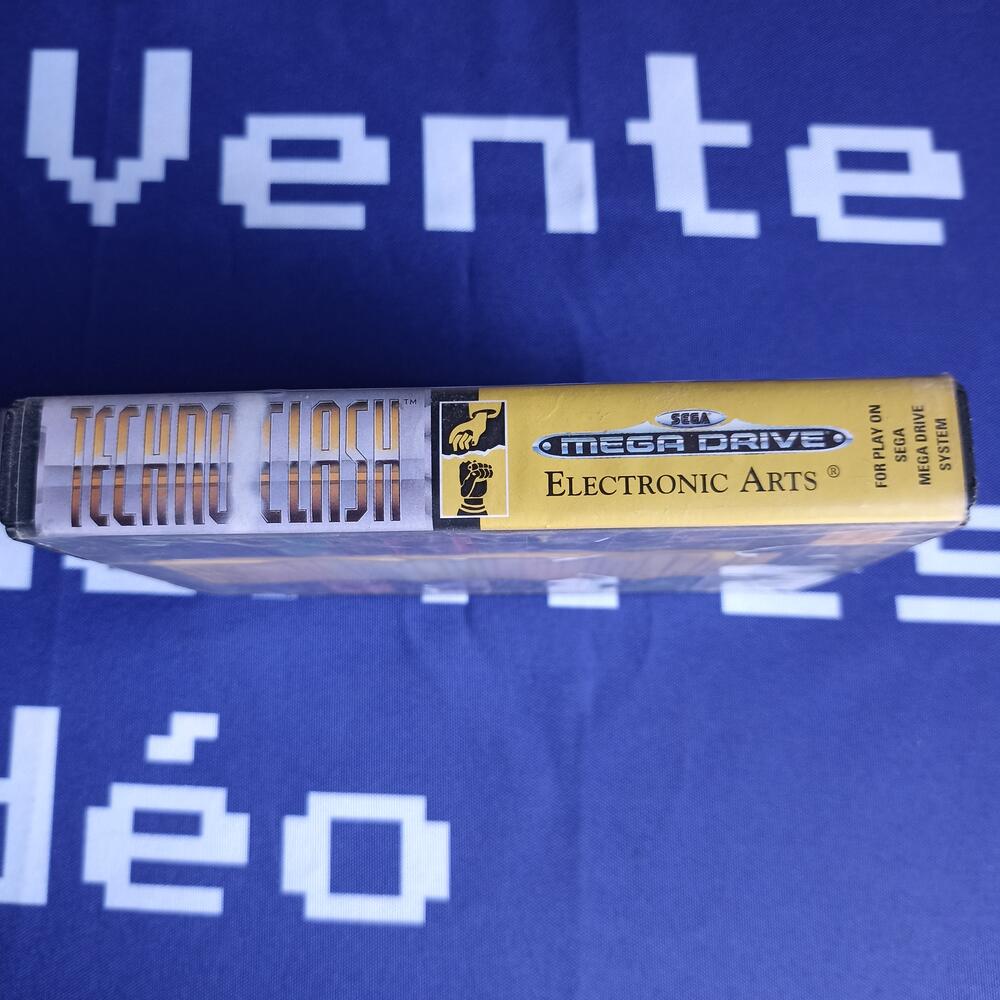 Vente
TECHNO CLASH™
SEGA
MEGA DRIVE
ELECTRONIC ARTS ®
FOR PLAY ON
SEGA
MEGA DRIVE
SYSTEM
déo